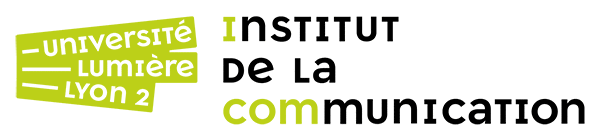 université
Lumière
Lyon 2
Institut
de la
communication